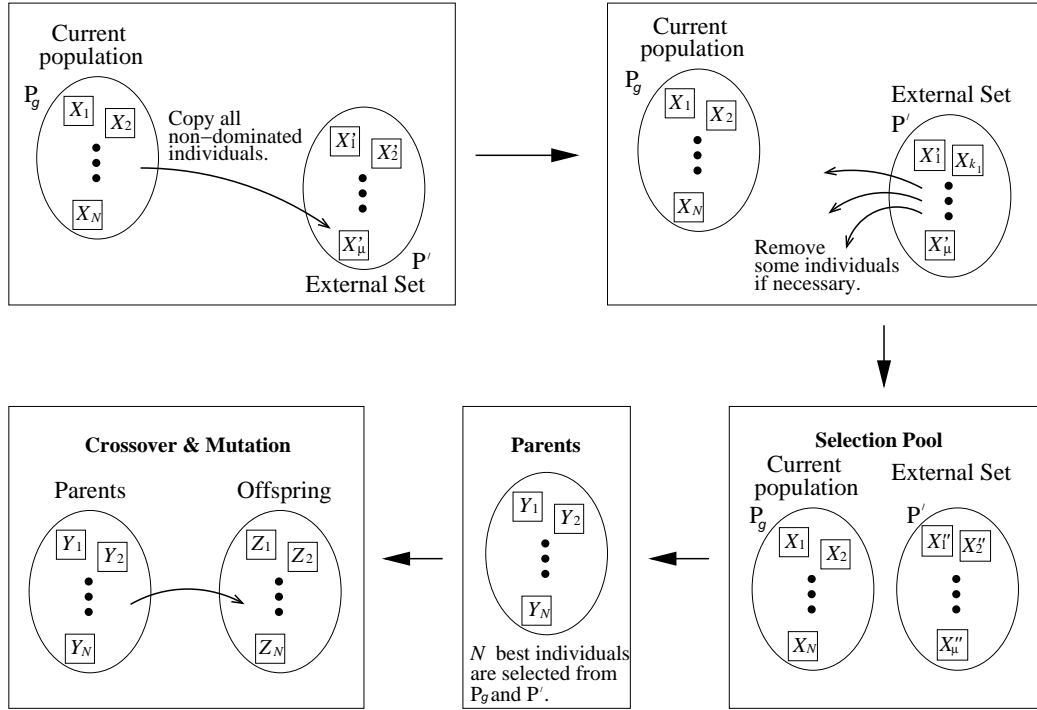 Current
population
P_g
X_1
X_2
X_N
Copy all
non−dominated
individuals.
X'_1
X'_2
X'_μ
P′
External Set
Current
population
P_g
X_1
X_2
X_N
External Set
P′
X'_1
X_{k_1}
X'_μ
Remove
some individuals
if necessary.
Crossover & Mutation
Parents
Offspring
Y_1
Y_2
Y_N
Z_1
Z_2
Z_N
Parents
Y_1
Y_2
Y_N
N best individuals
are selected from
P_g and P′.
Selection Pool
Current
population
P_g
X_1
X_2
X_N
External Set
P′
X''_1
X''_2
X''_μ